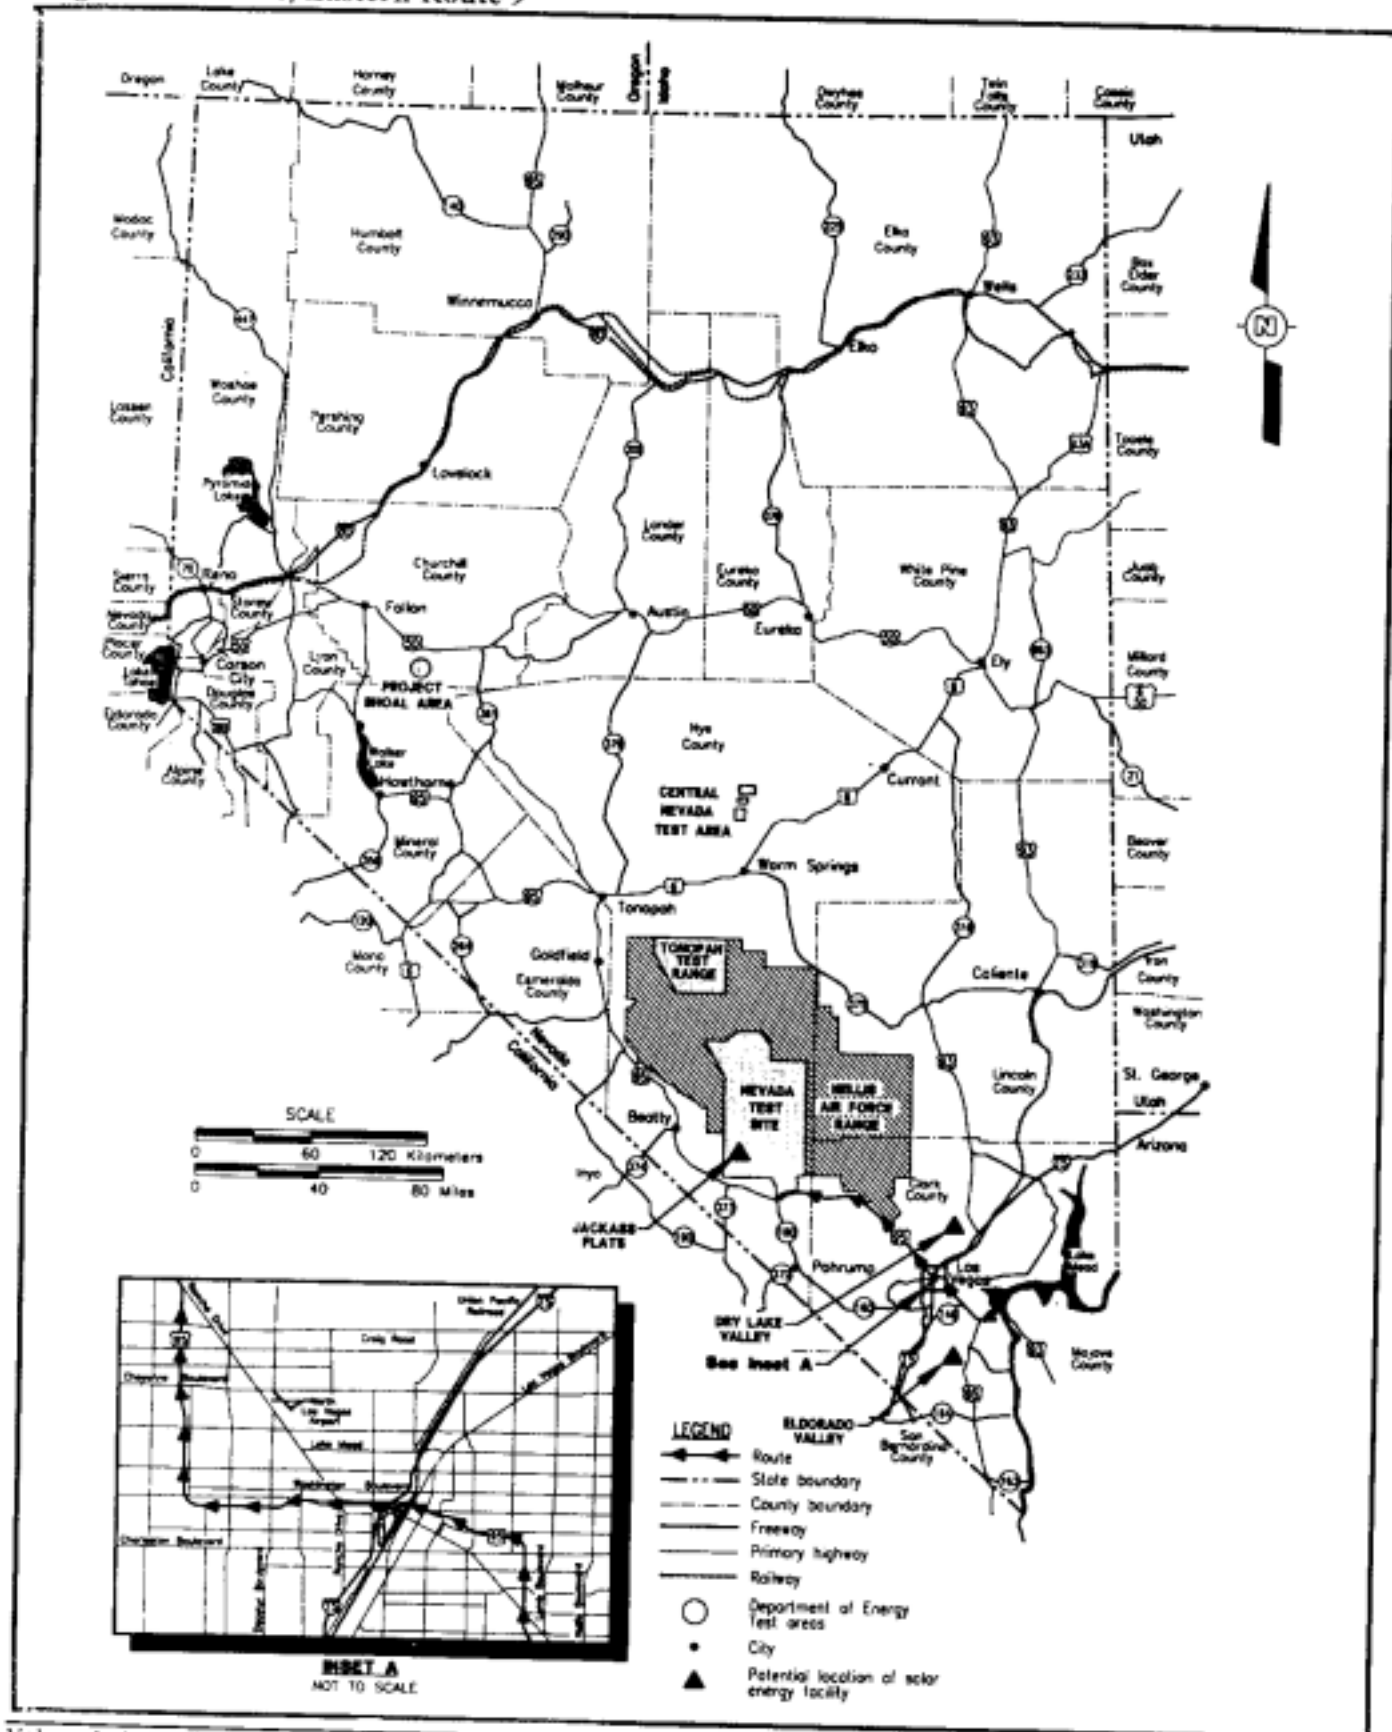 Oregon
Lake
County
Harney
County
Malheur
County
Oregon
Idaho
Owyhee
County
Twin
Falls
County
Cassia
County
Utah
Modoc
County
Humbolt
County
Elko
County
Box
Elder
County
Winnemucca
Wells
Elko
California
Washoe
County
Lassen
County
Pershing
County
Lovelock
Tooele
County
Pyramid
Lake
N
Lander
County
Churchill
County
Eureka
County
White Pine
County
Juab
County
Sierra
County
Reno
Storey
County
Nevada
County
Fallon
Austin
Eureka
Placer
County
Lake
Tahoe
Carson
City
Lyon
County
Douglas
County
Ely
Millard
County
PROJECT
SHOAL AREA
Eldorado
County
Alpine
County
Walker
Lake
Hawthorne
Nye
County
Currant
CENTRAL
NEVADA
TEST AREA
Mineral
County
Beaver
County
Warm Springs
Tonopah
Mono
County
Goldfield
Esmeralda
County
TONOPAH
TEST
RANGE
Caliente
Iron
County
Washington
County
Nevada
California
Lincoln
County
St. George
Utah
Arizona
NEVADA
TEST
SITE
NELLIS
AIR FORCE
RANGE
Beatty
SCALE
0 60 120 Kilometers
0 40 80 Miles
Inyo
Clark
County
JACKASS
FLATS
Pahrump
Las
Vegas
Lake
Mead
DRY LAKE
VALLEY
See Inset A
Mojave
County
ELDORADO
VALLEY
San
Bernardino
County
Union Pacific
Railroad
Craig Road
Cheyenne Boulevard
North
Las Vegas
Airport
Lake Mead
Las Vegas Boulevard
Washington Boulevard
Charleston Boulevard
INSET A
NOT TO SCALE
LEGEND
Route
State boundary
County boundary
Freeway
Primary highway
Railway
Department of Energy
Test areas
City
Potential location of solar
energy facility